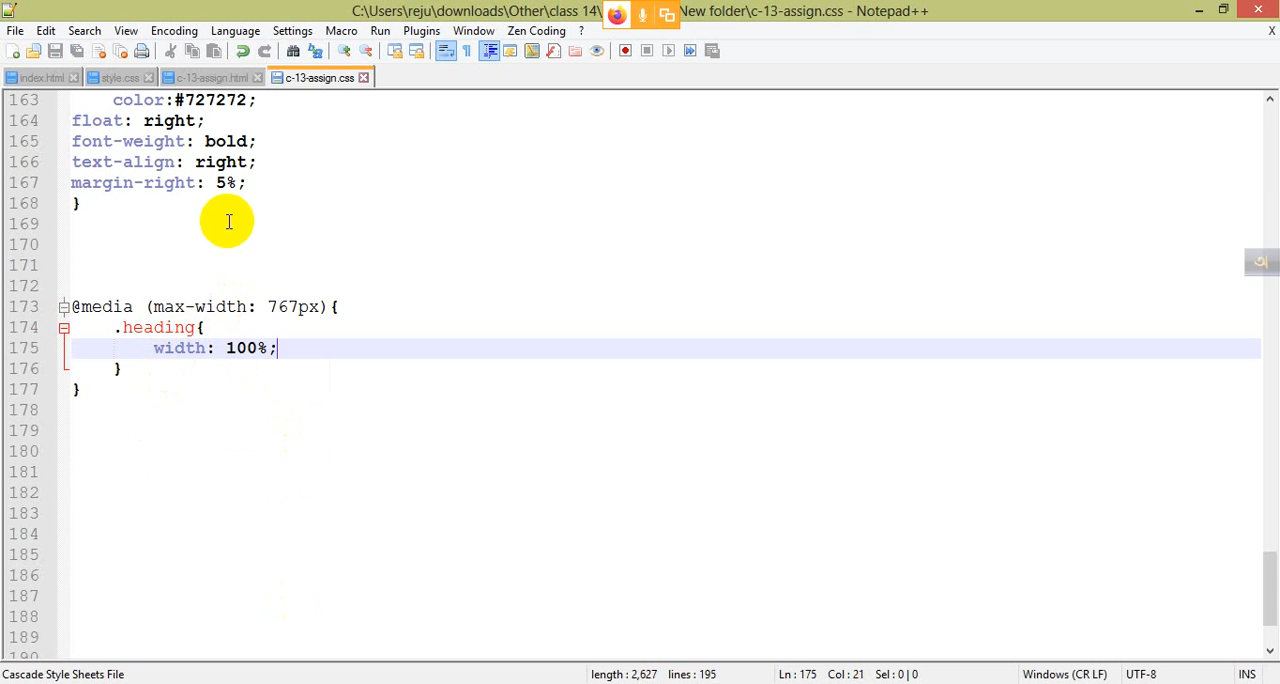 C:\Users\reju\downloads\Other\class 14\ New folder\c-13-assign.css - Notepad++
File Edit Search View Encoding Language Settings Macro Run Plugins Window Zen Coding ? X
index.html style.css c-13-assign.html c-13-assign.css
163 color:#727272;
164 float: right;
165 font-weight: bold;
166 text-align: right;
167 margin-right: 5%;
168 }
169
170
171
অ
172
173 @media (max-width: 767px){
174 .heading{
175 width: 100%;
176 }
177 }
178
179
180
181
182
183
184
185
186
187
188
189
190
Cascade Style Sheets File length : 2,627 lines : 195 Ln : 175 Col : 21 Sel : 0 | 0 Windows (CR LF) UTF-8 INS